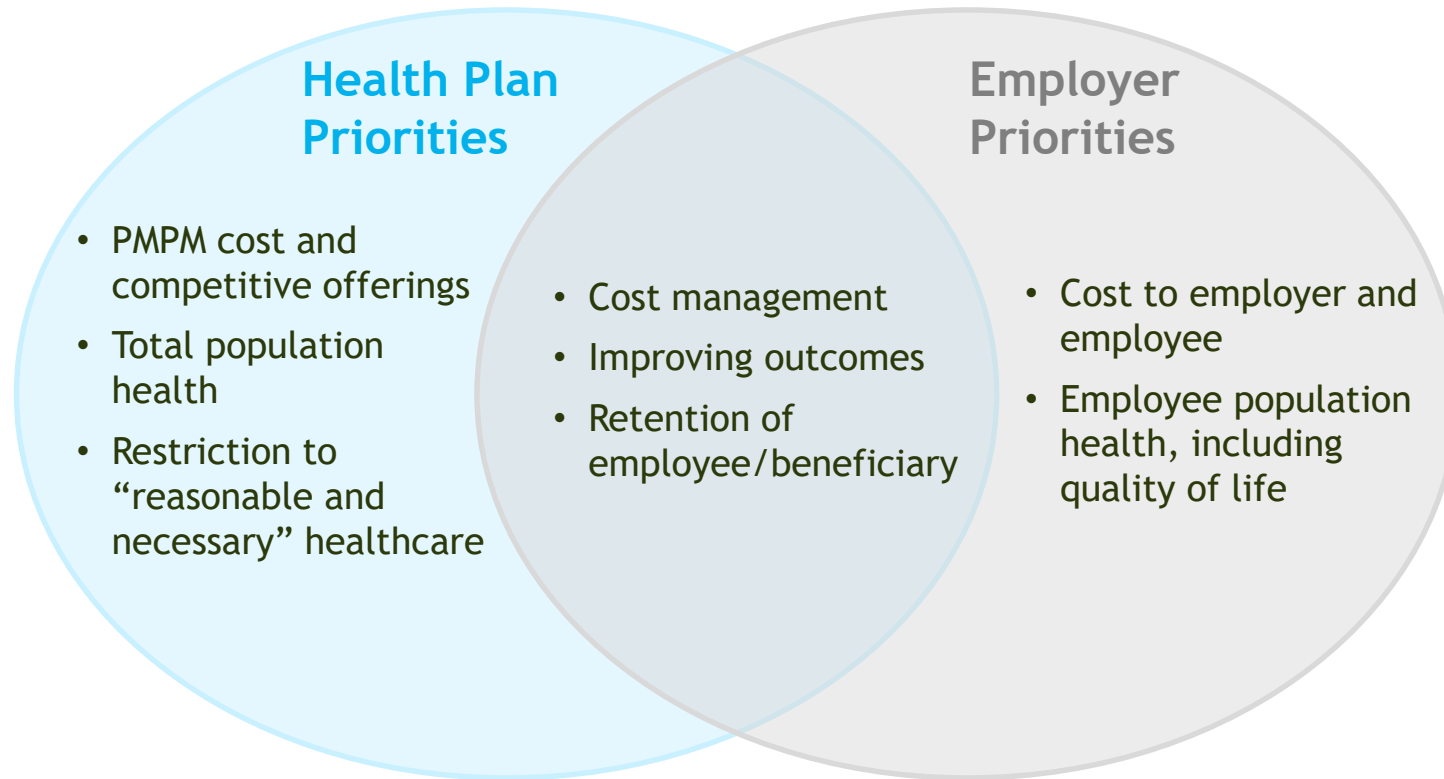 Health Plan
Priorities
• PMPM cost and
competitive offerings
• Total population
health
• Restriction to
“reasonable and
necessary” healthcare
• Cost management
• Improving outcomes
• Retention of
employee/beneficiary
Employer
Priorities
• Cost to employer and
employee
• Employee population
health, including
quality of life